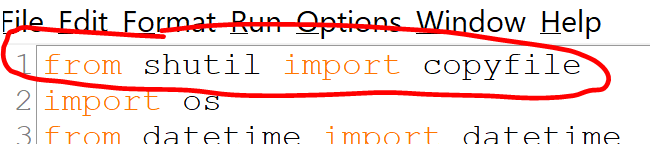 File Edit Format Run Options Window Help
1 from shutil import copyfile
2 import os
3 from datetime import datetime